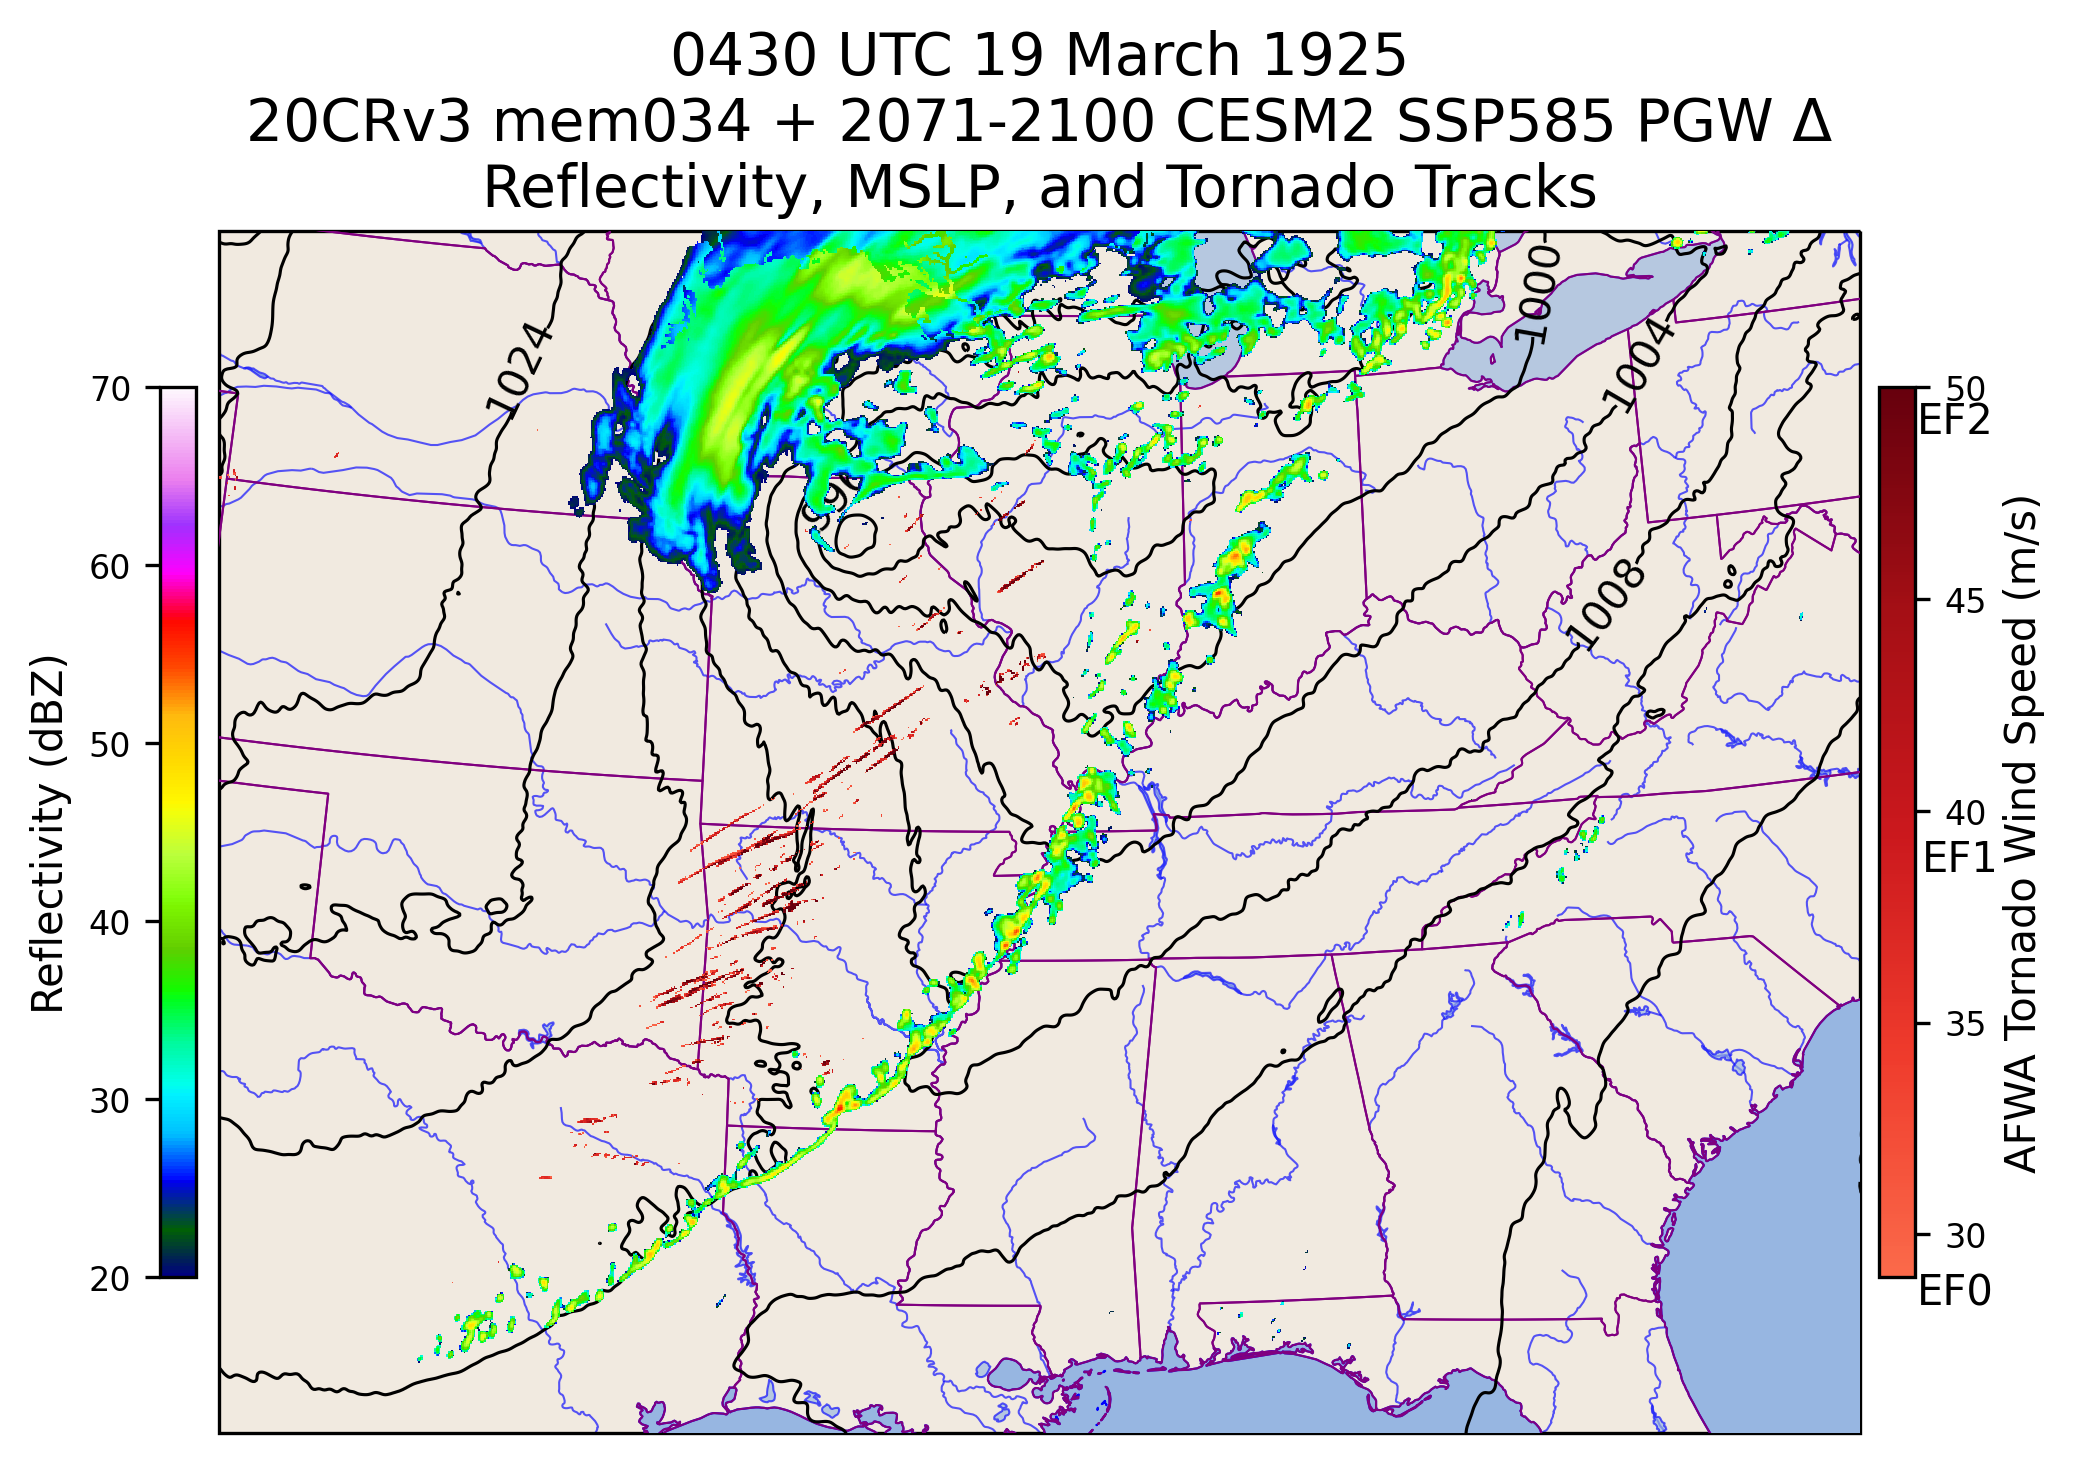 0430 UTC 19 March 1925
20CRv3 mem034 + 2071-2100 CESM2 SSP585 PGW Δ
Reflectivity, MSLP, and Tornado Tracks
1024
1000
1004
1008
Reflectivity (dBZ)
70
60
50
40
30
20
50
EF2
45
40
EF1
35
30
EF0
AFWA Tornado Wind Speed (m/s)